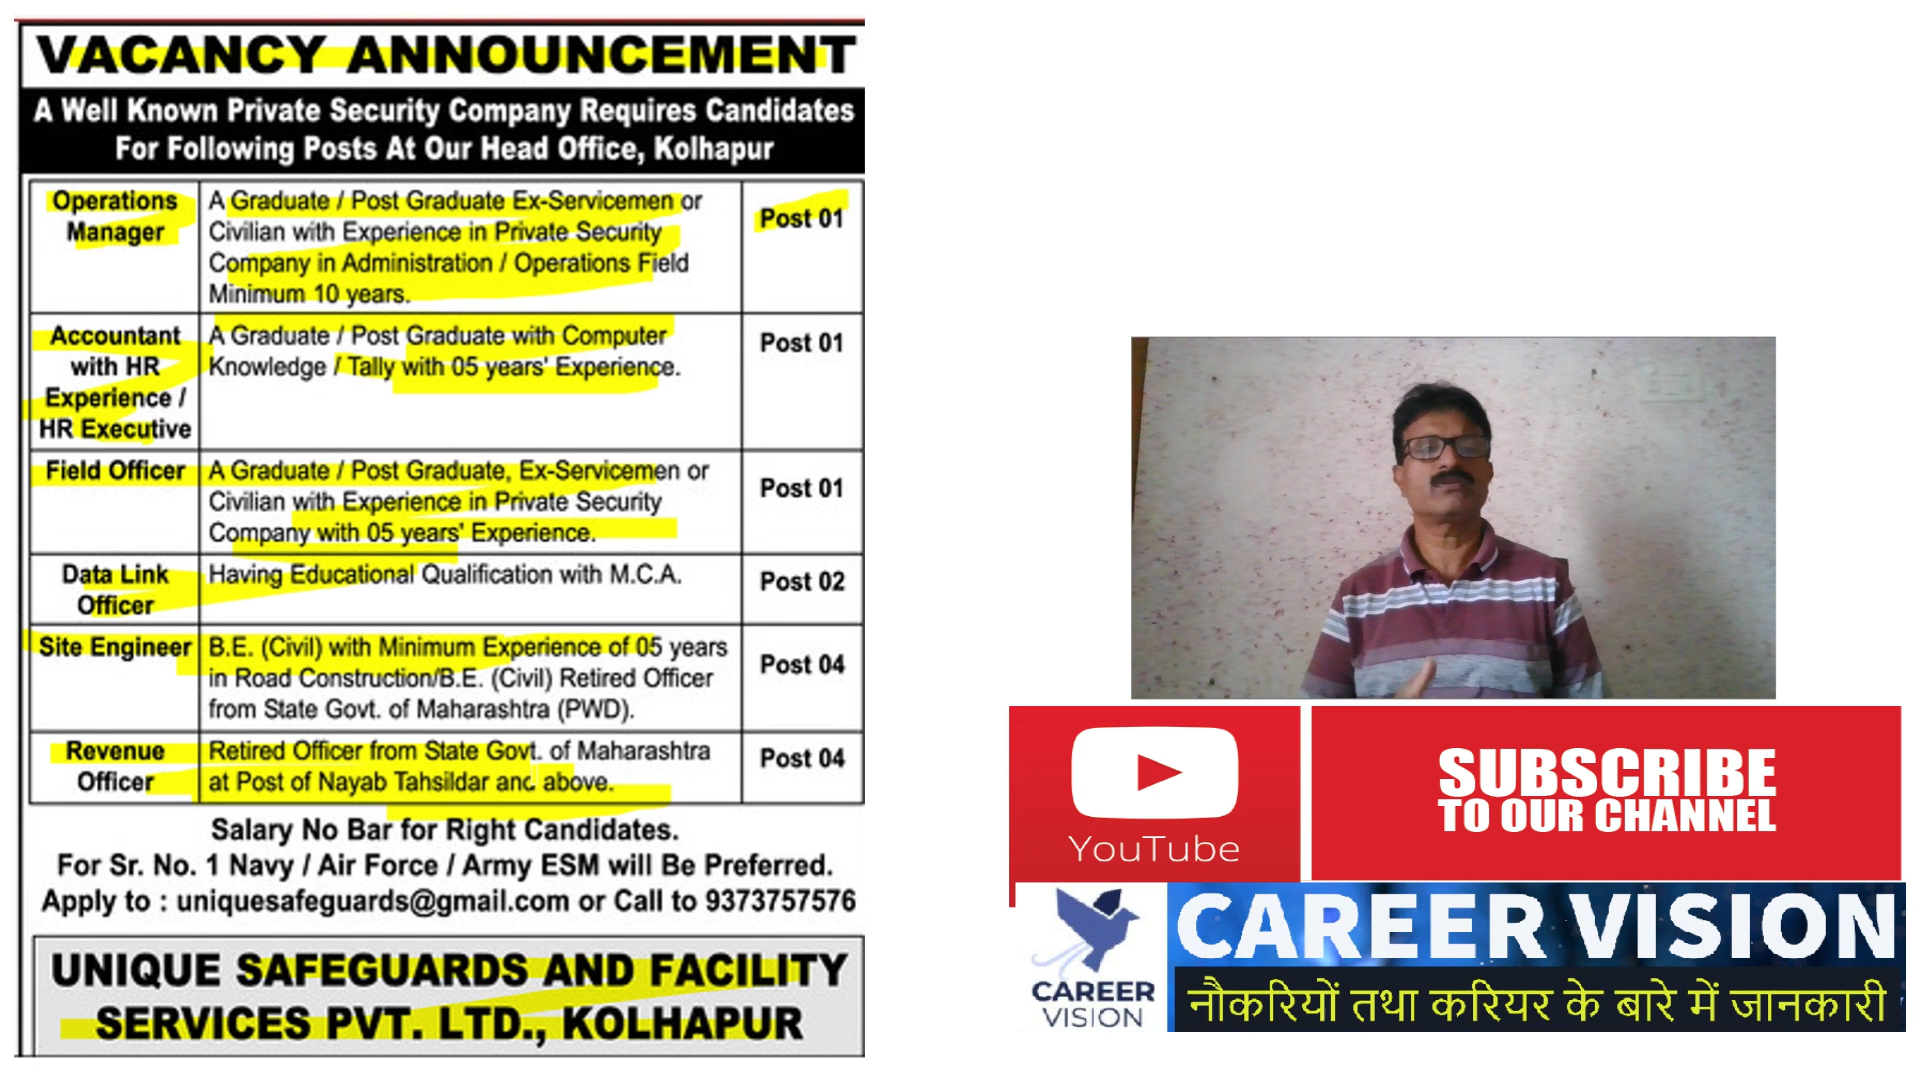 VACANCY ANNOUNCEMENT
A Well Known Private Security Company Requires Candidates
For Following Posts At Our Head Office, Kolhapur
Operations
Manager
A Graduate / Post Graduate Ex-Servicemen or
Civilian with Experience in Private Security
Company in Administration / Operations Field
Minimum 10 years.
Post 01
Accountant
with HR
Experience /
HR Executive
A Graduate / Post Graduate with Computer
Knowledge / Tally with 05 years' Experience.
Post 01
Field Officer
A Graduate / Post Graduate, Ex-Servicemen or
Civilian with Experience in Private Security
Company with 05 years' Experience.
Post 01
Data Link
Officer
Having Educational Qualification with M.C.A.
Post 02
Site Engineer
B.E. (Civil) with Minimum Experience of 05 years
in Road Construction/B.E. (Civil) Retired Officer
from State Govt. of Maharashtra (PWD).
Post 04
Revenue
Officer
Retired Officer from State Govt. of Maharashtra
at Post of Nayab Tahsildar and above.
Post 04
Salary No Bar for Right Candidates.
For Sr. No. 1 Navy / Air Force / Army ESM will Be Preferred.
Apply to : uniquesafeguards@gmail.com or Call to 9373757576
UNIQUE SAFEGUARDS AND FACILITY
SERVICES PVT. LTD., KOLHAPUR
YouTube
SUBSCRIBE
TO OUR CHANNEL
CAREER
VISION
CAREER VISION
नौकरियों तथा करियर के बारे में जानकारी